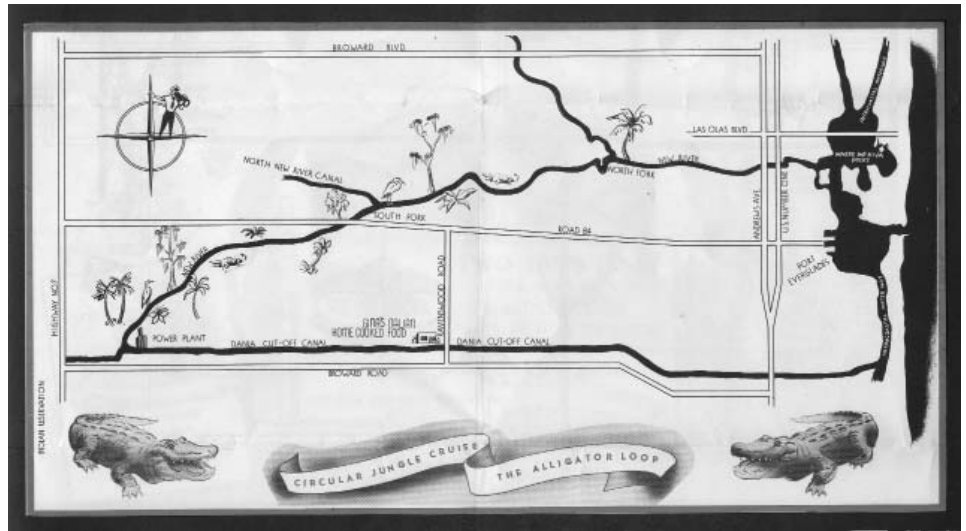 BROWARD BLVD.
LAS OLAS BLVD.
NEW RIVER
NORTH FORK
NORTH NEW RIVER CANAL
SOUTH FORK
ROAD 84
ANDREWS AVE
U.S. NUMBER ONE
PORT
EVERGLADES
HIGHWAY NO.7
RAVENSWOOD ROAD
HOME COOKED FOOD
POWER PLANT
DANIA CUT-OFF CANAL
DANIA CUT-OFF CANAL
BROWARD ROAD
INDIAN RESERVATION
CIRCULAR JUNGLE CRUISE
THE ALLIGATOR LOOP